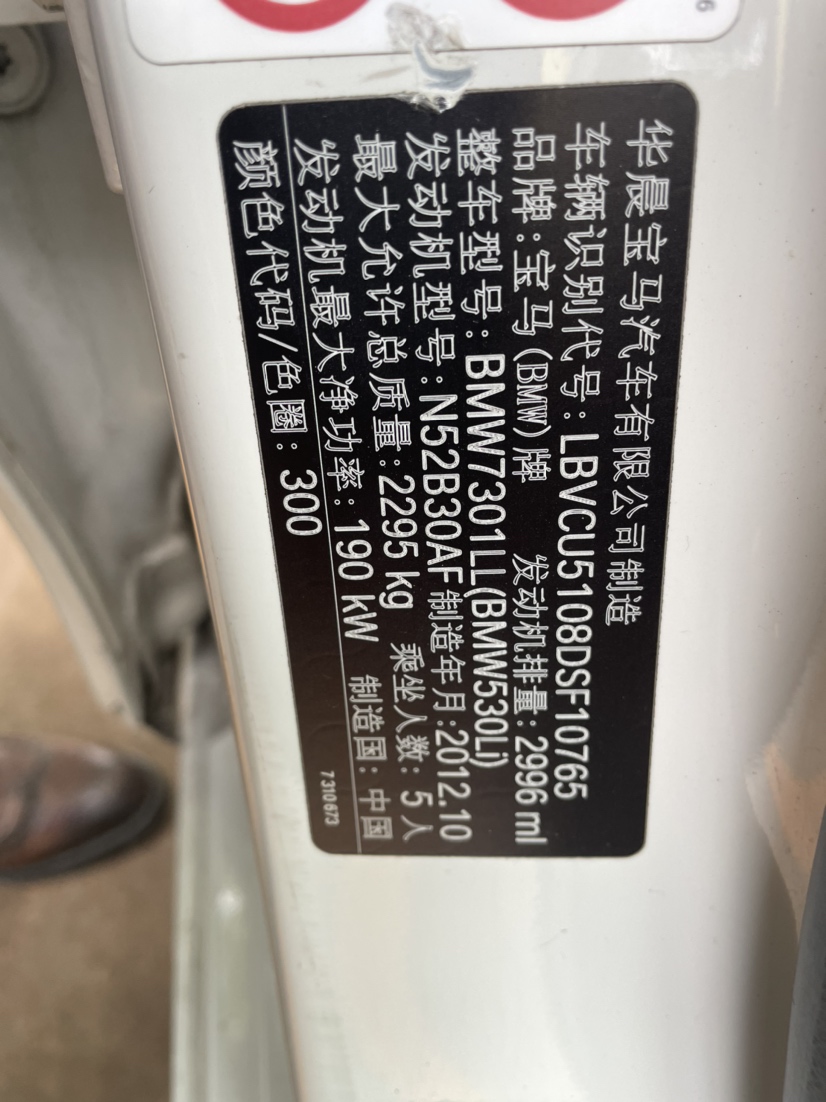 华晨宝马汽车有限公司制造
车辆识别代号: LBVCU5108DSF10765
品牌: 宝马(BMW)牌 发动机排量: 2996 ml
整车型号: BMW7301LL(BMW530Li)
发动机型号: N52B30AF 制造年月: 2012.10
最大允许总质量: 2295 kg 乘坐人数: 5 人
发动机最大净功率: 190 kW 制造国: 中国
颜色代码/色圈: 300
7 310 673
6